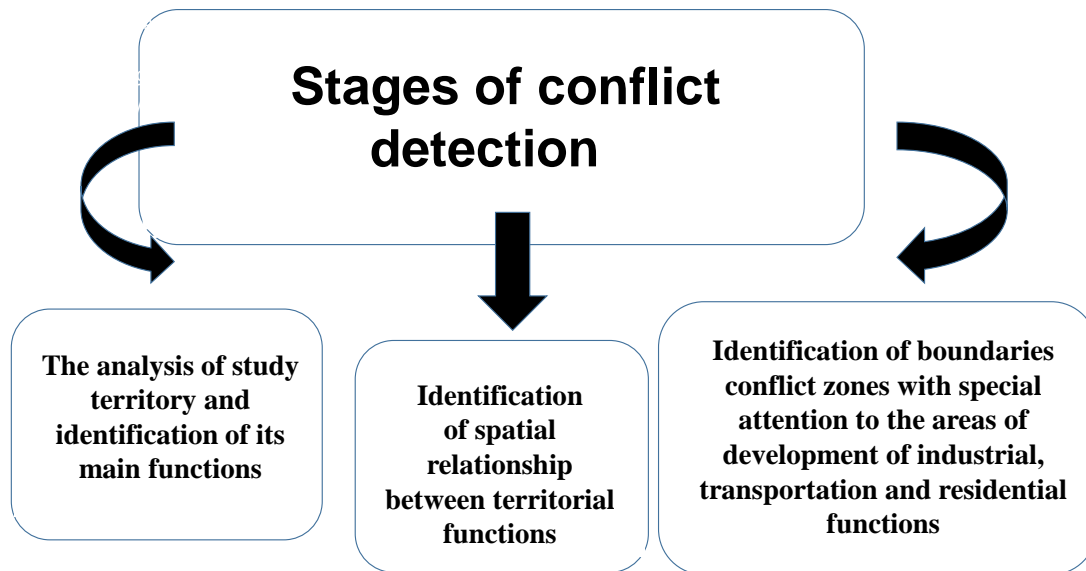 Stages of conflict
detection
The analysis of study
territory and
identification of its
main functions
Identification
of spatial
relationship
between territorial
functions
Identification of boundaries
conflict zones with special
attention to the areas of
development of industrial,
transportation and residential
functions